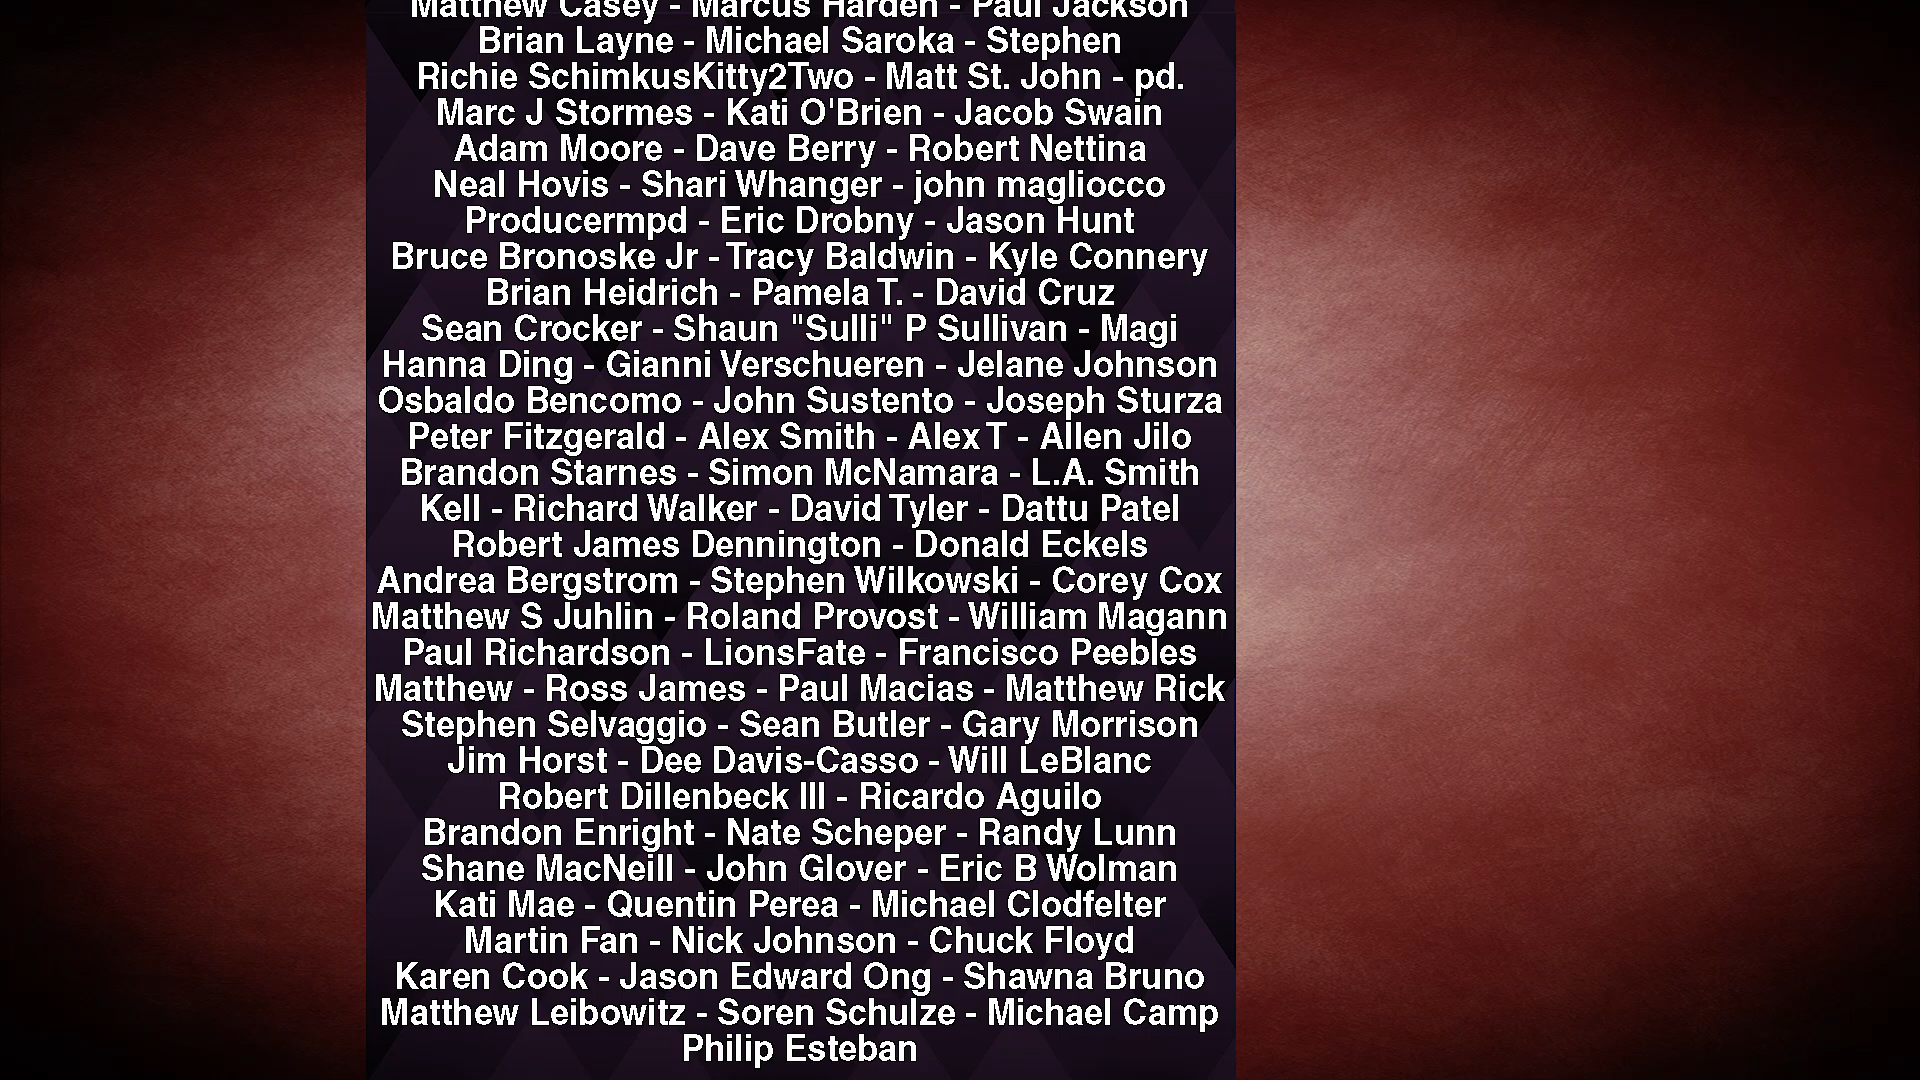 Matthew Casey - Marcus Harden - Paul Jackson
Brian Layne - Michael Saroka - Stephen
Richie SchimkusKitty2Two - Matt St. John - pd.
Marc J Stormes - Kati O'Brien - Jacob Swain
Adam Moore - Dave Berry - Robert Nettina
Neal Hovis - Shari Whanger - john magliocco
Producermpd - Eric Drobny - Jason Hunt
Bruce Bronoske Jr - Tracy Baldwin - Kyle Connery
Brian Heidrich - Pamela T. - David Cruz
Sean Crocker - Shaun "Sulli" P Sullivan - Magi
Hanna Ding - Gianni Verschueren - Jelane Johnson
Osbaldo Bencomo - John Sustento - Joseph Sturza
Peter Fitzgerald - Alex Smith - Alex T - Allen Jilo
Brandon Starnes - Simon McNamara - L.A. Smith
Kell - Richard Walker - David Tyler - Dattu Patel
Robert James Dennington - Donald Eckels
Andrea Bergstrom - Stephen Wilkowski - Corey Cox
Matthew S Juhlin - Roland Provost - William Magann
Paul Richardson - LionsFate - Francisco Peebles
Matthew - Ross James - Paul Macias - Matthew Rick
Stephen Selvaggio - Sean Butler - Gary Morrison
Jim Horst - Dee Davis-Casso - Will LeBlanc
Robert Dillenbeck III - Ricardo Aguilo
Brandon Enright - Nate Scheper - Randy Lunn
Shane MacNeill - John Glover - Eric B Wolman
Kati Mae - Quentin Perea - Michael Clodfelter
Martin Fan - Nick Johnson - Chuck Floyd
Karen Cook - Jason Edward Ong - Shawna Bruno
Matthew Leibowitz - Soren Schulze - Michael Camp
Philip Esteban